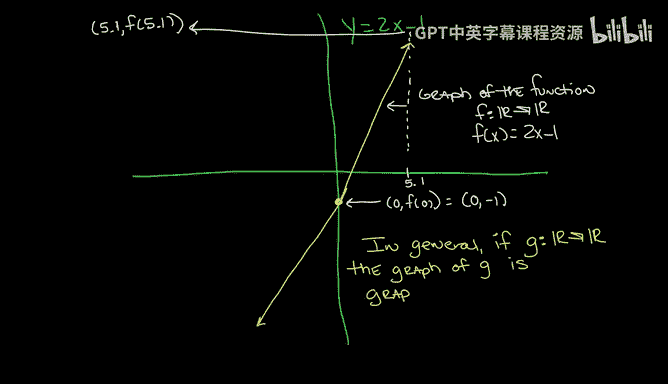 (5.1, f(5.1))
y = 2x-1
GPT中英字幕课程资源
bilibili
GRAPH of the function
f: ℝ → ℝ
f(x) = 2x-1
5.1
(0, f(0)) = (0, -1)
In general, if g: ℝ → ℝ
the graph of g is
GRAP